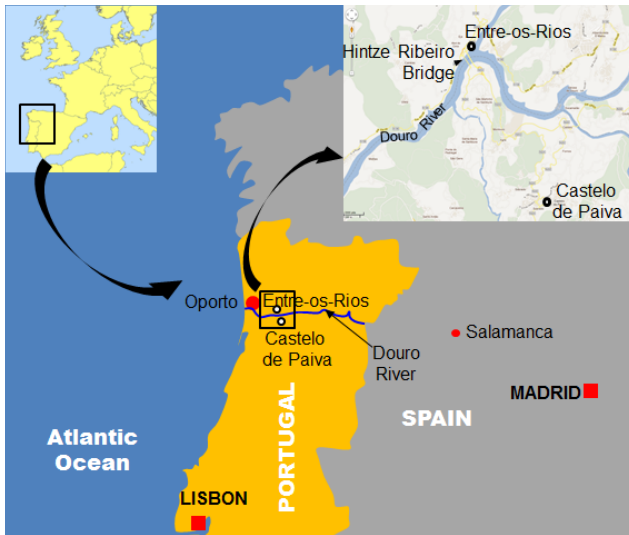 Entre-os-Rios
Hintze Ribeiro
Bridge
Douro River
Castelo
de Paiva
Oporto
Entre-os-Rios
Castelo
de Paiva
Douro
River
Salamanca
MADRID
SPAIN
PORTUGAL
Atlantic
Ocean
LISBON